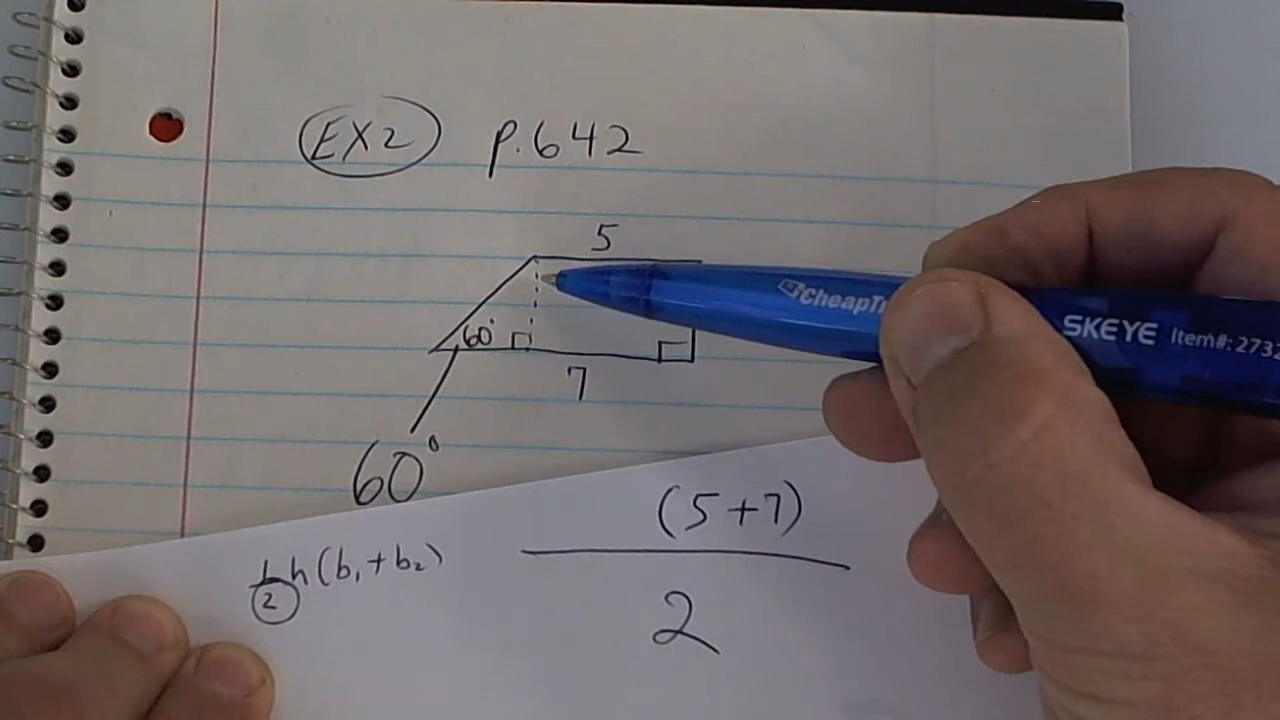 EX2 p.642
5
60°
7
60°
CheapTr
SKEYE Item#: 2732
(5+7)
1/2 h(b₁+b₂)
2